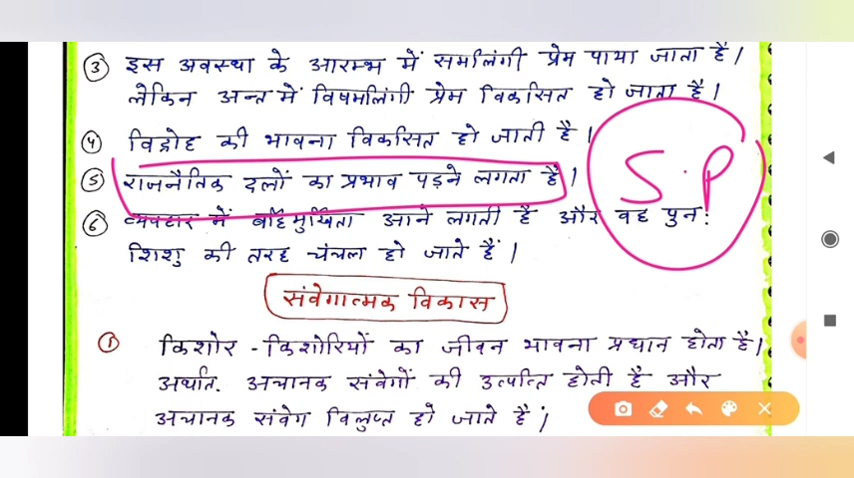 ③ इस अवस्था के आरम्भ में समलिंगी प्रेम पाया जाता है।
लेकिन अन्त में विषमलिंगी प्रेम विकसित हो जाता है।
④ विद्रोह की भावना विकसित हो जाती है।
⑤ राजनैतिक दलों का प्रभाव पड़ने लगता है।
S.P
⑥ व्यवहार में बहिर्मुखिता आने लगती है और वह पुनः
शिशु की तरह चंचल हो जाते हैं।
संवेगात्मक विकास
① किशोर-किशोरियों का जीवन भावना प्रधान होता है।
अर्थात. अचानक संवेगों की उत्पत्ति होती है और
अचानक संवेग विलुप्त हो जाते हैं।